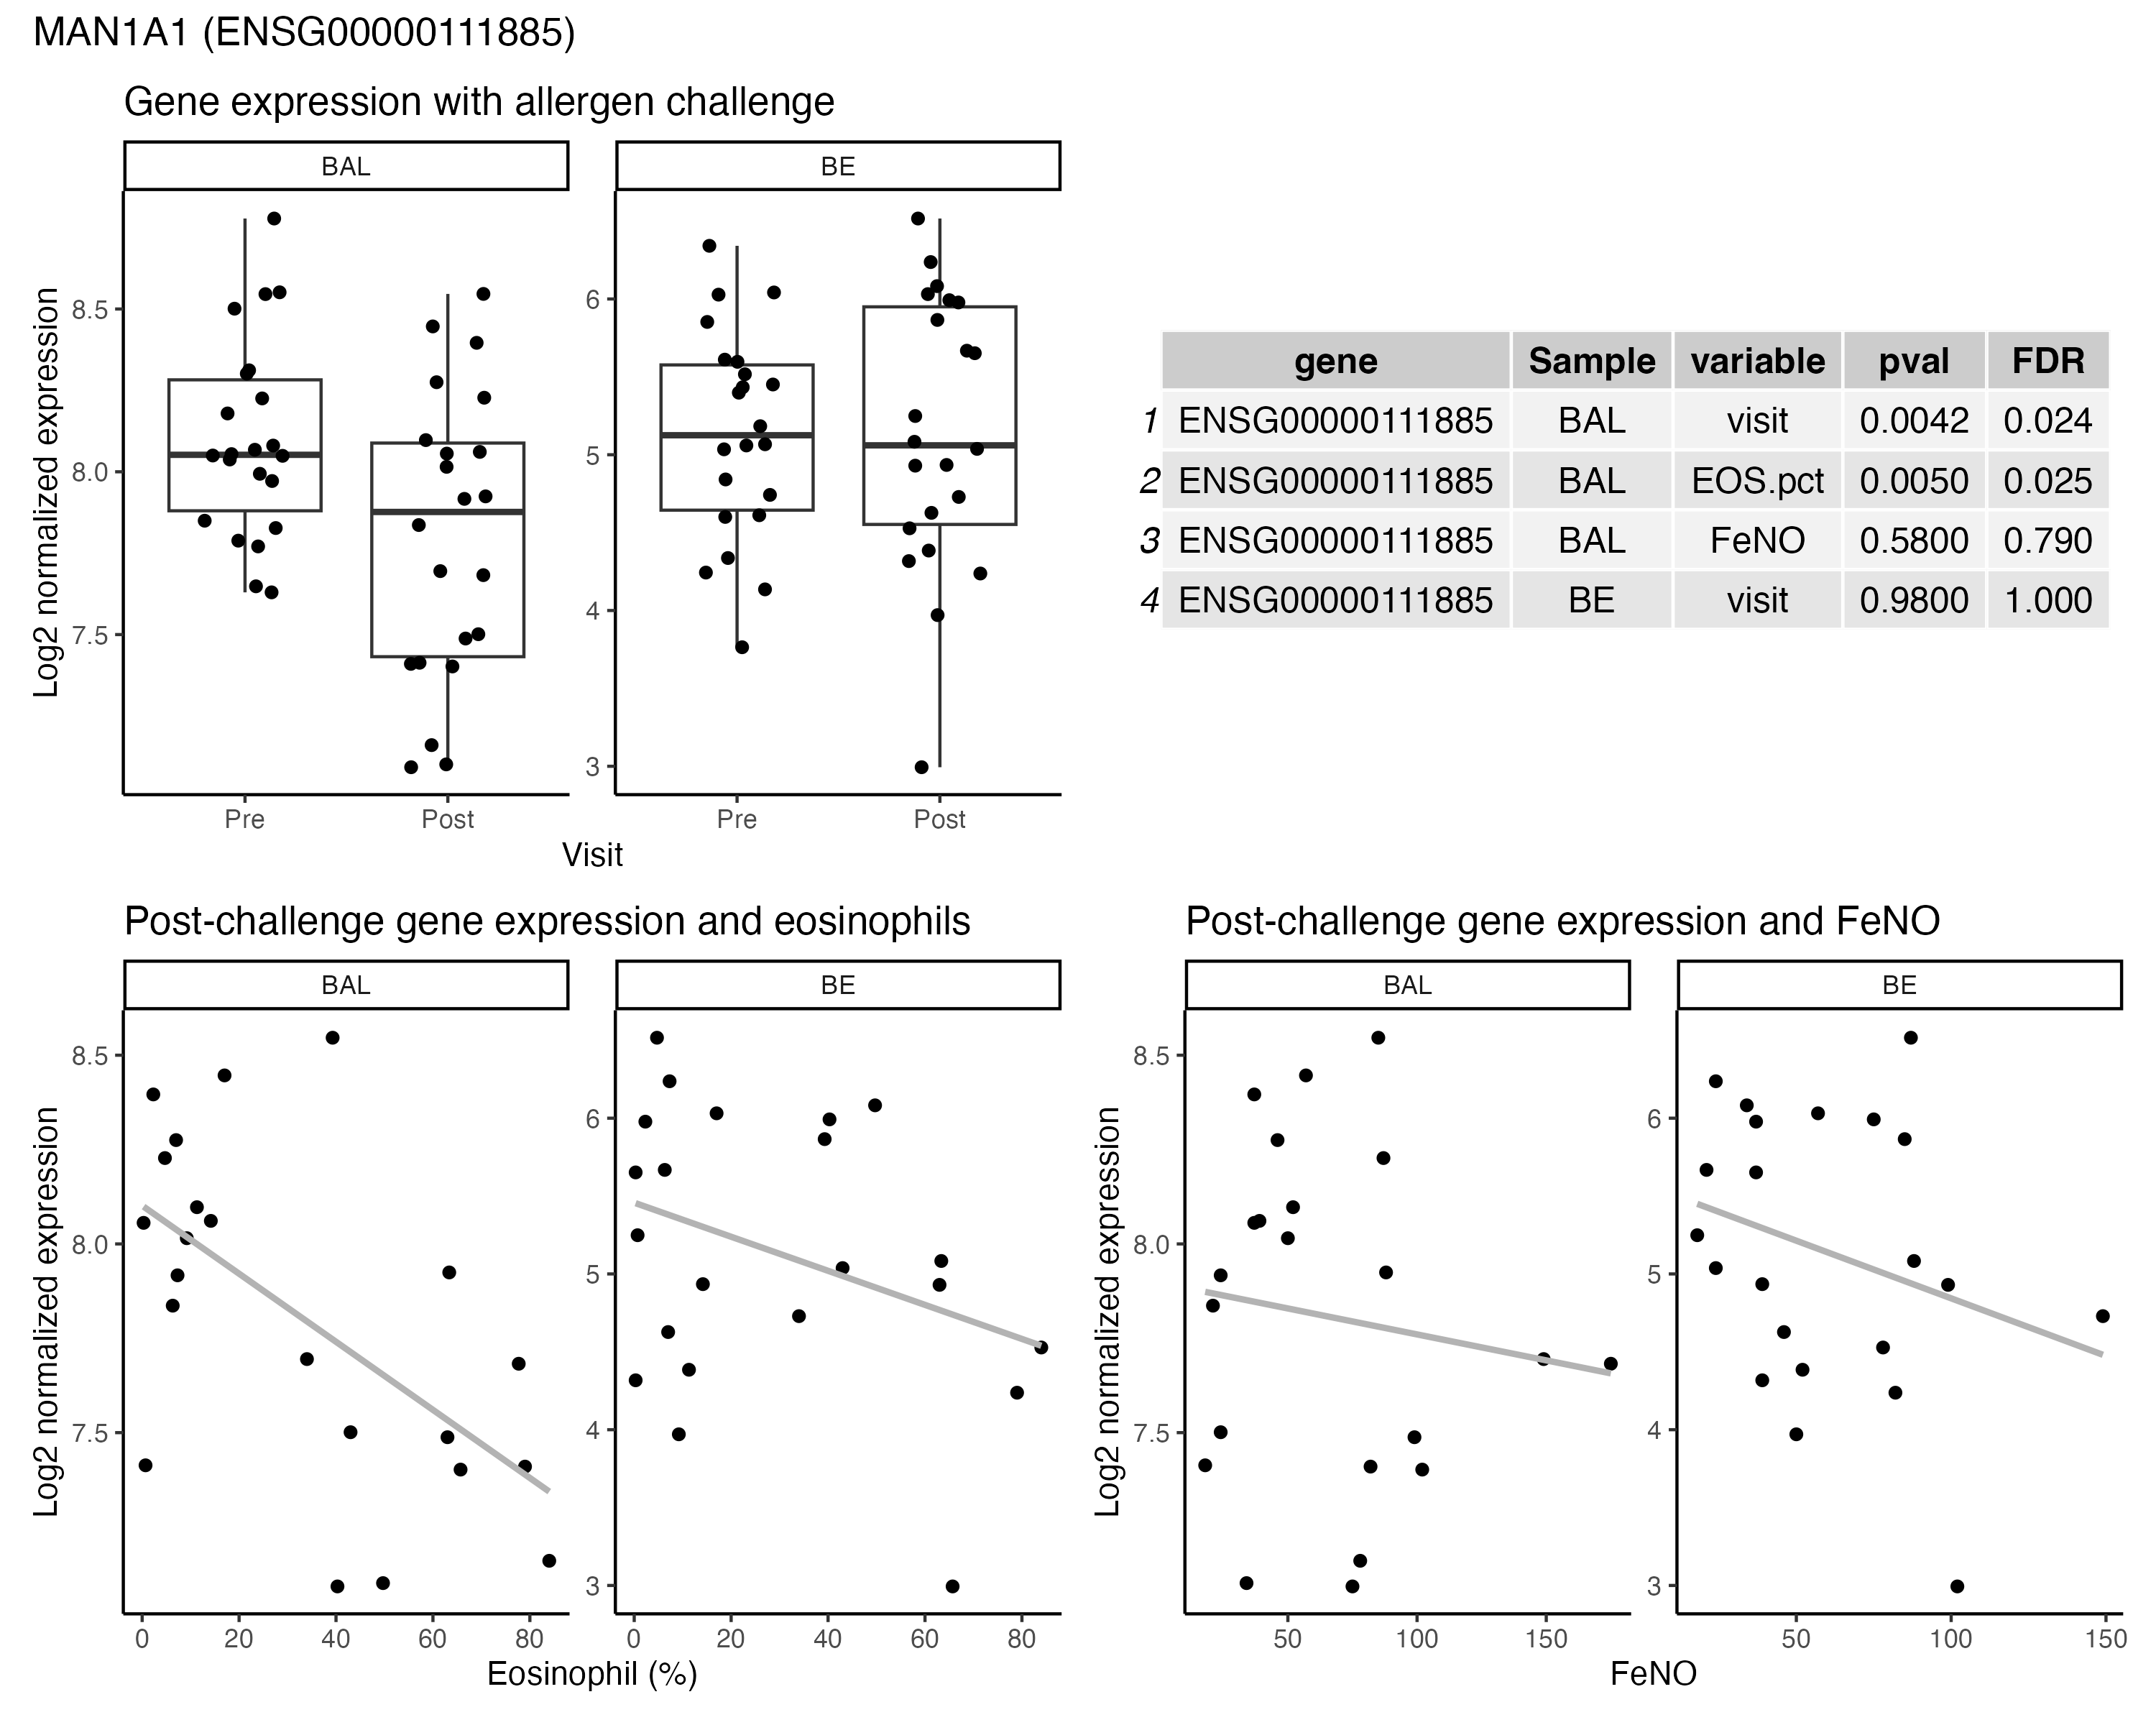 MAN1A1 (ENSG00000111885)
Gene expression with allergen challenge
BAL BE
Log2 normalized expression
8.5
8.0
7.5
6
5
4
3
Pre Post Pre Post
Visit
gene Sample variable pval FDR
1 ENSG00000111885 BAL visit 0.0042 0.024
2 ENSG00000111885 BAL EOS.pct 0.0050 0.025
3 ENSG00000111885 BAL FeNO 0.5800 0.790
4 ENSG00000111885 BE visit 0.9800 1.000
Post-challenge gene expression and eosinophils
BAL BE
Log2 normalized expression
8.5
8.0
7.5
6
5
4
3
0 20 40 60 80 0 20 40 60 80
Eosinophil (%)
Post-challenge gene expression and FeNO
BAL BE
Log2 normalized expression
8.5
8.0
7.5
6
5
4
3
50 100 150 50 100 150
FeNO